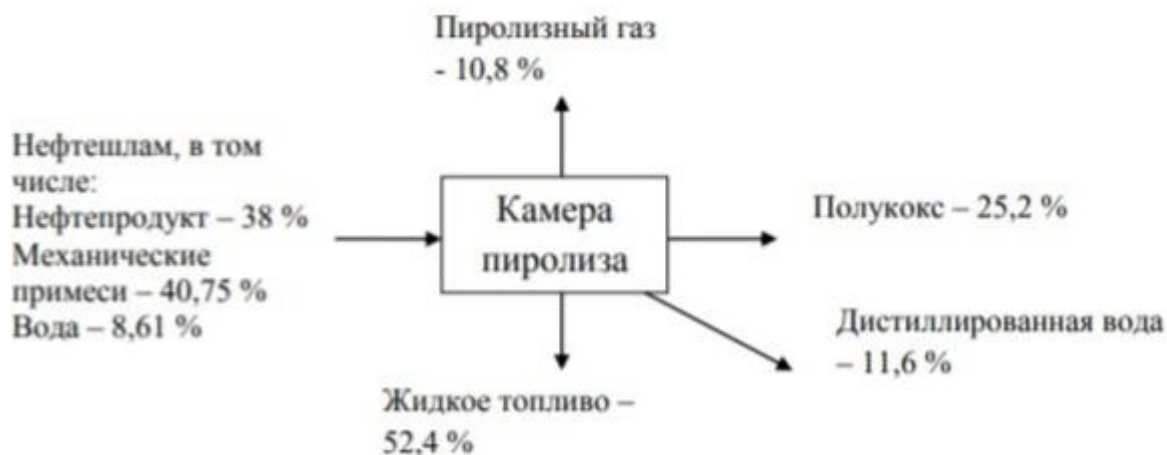 Пиролизный газ
- 10,8 %
Нефтешлам, в том
числе:
Нефтепродукт – 38 %
Механические
примеси – 40,75 %
Вода – 8,61 %
Камера
пиролиза
Полукокс – 25,2 %
Дистиллированная вода
– 11,6 %
Жидкое топливо –
52,4 %